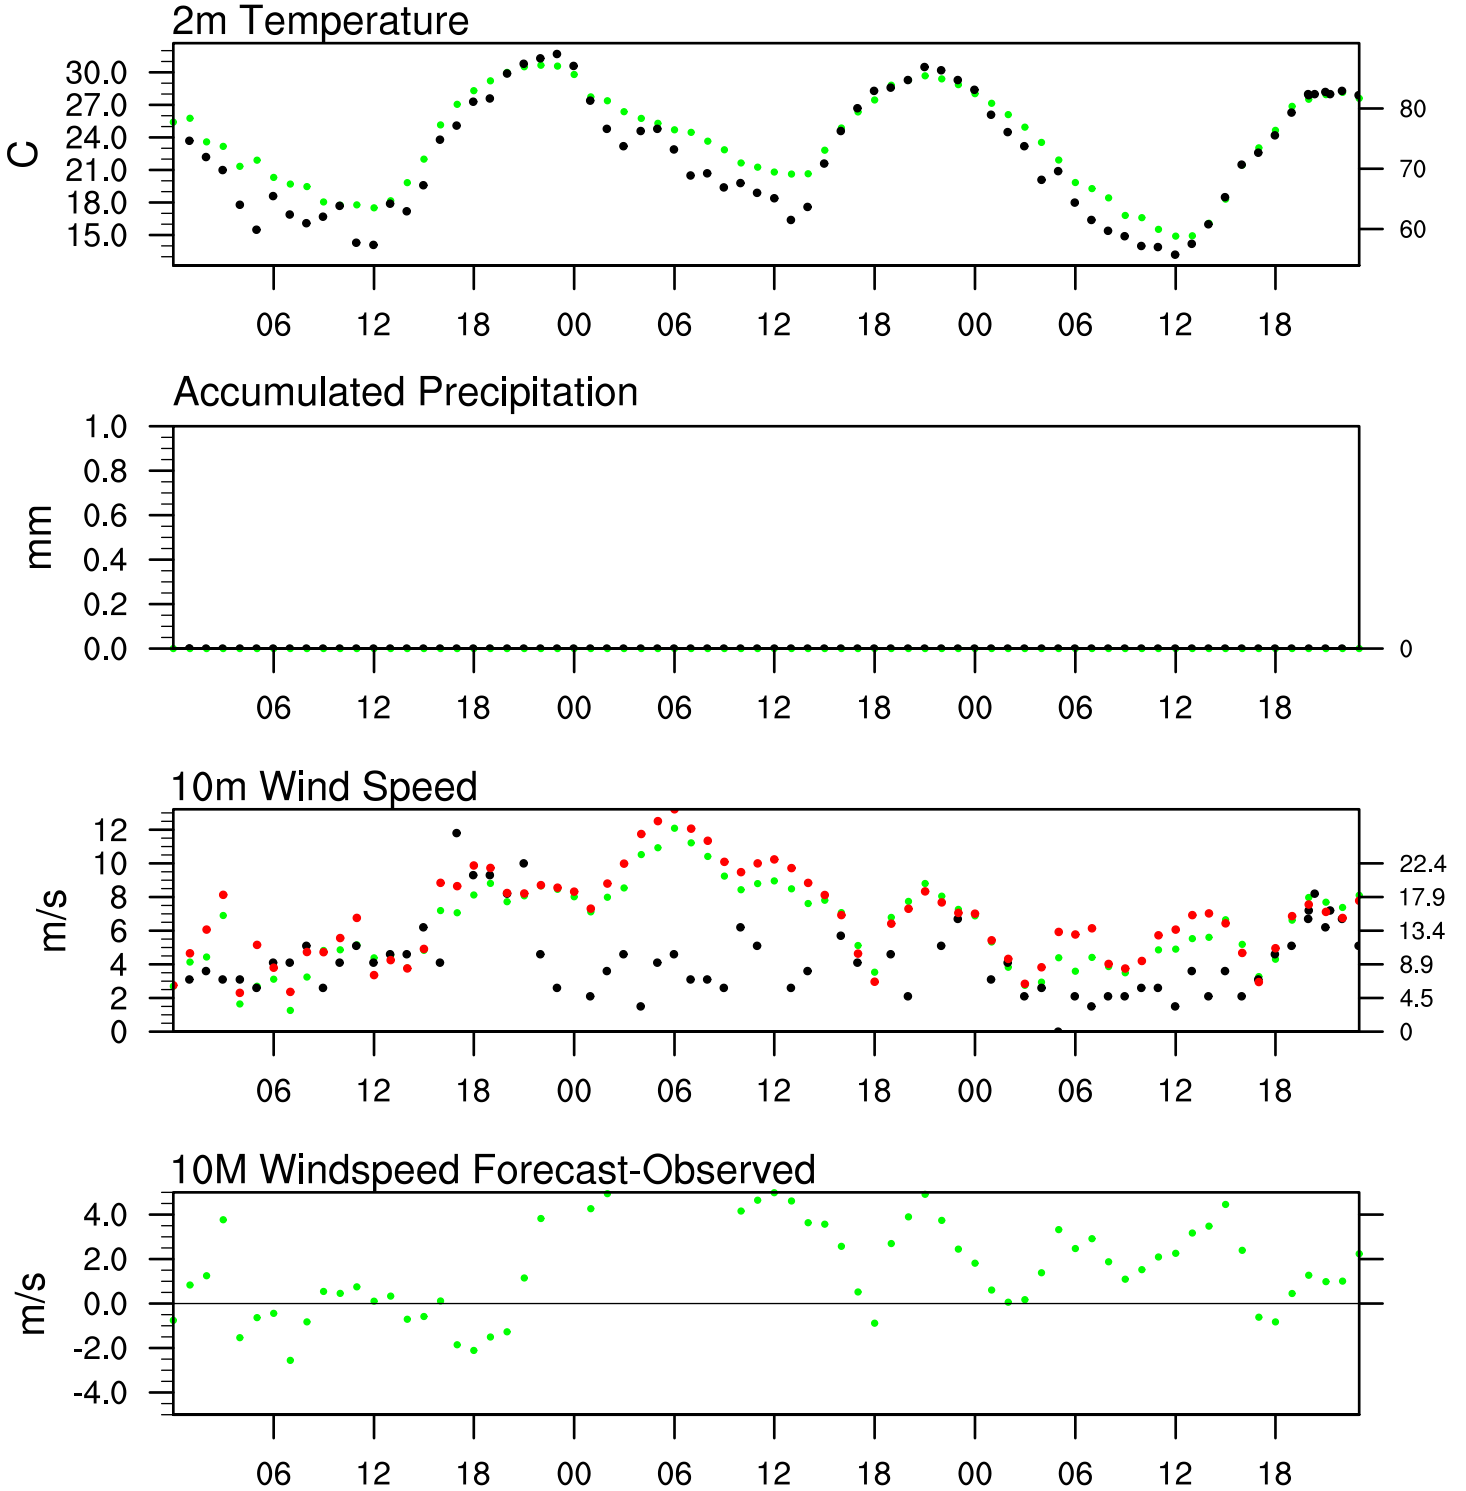 2m Temperature
30.0
27.0
24.0
21.0
18.0
15.0
C
80
70
60
06 12 18 00 06 12 18 00 06 12 18
Accumulated Precipitation
1.0
0.8
0.6
0.4
0.2
0.0
mm
0
06 12 18 00 06 12 18 00 06 12 18
10m Wind Speed
12
10
8
6
4
2
0
m/s
22.4
17.9
13.4
8.9
4.5
0
06 12 18 00 06 12 18 00 06 12 18
10M Windspeed Forecast-Observed
4.0
2.0
0.0
-2.0
-4.0
m/s
06 12 18 00 06 12 18 00 06 12 18